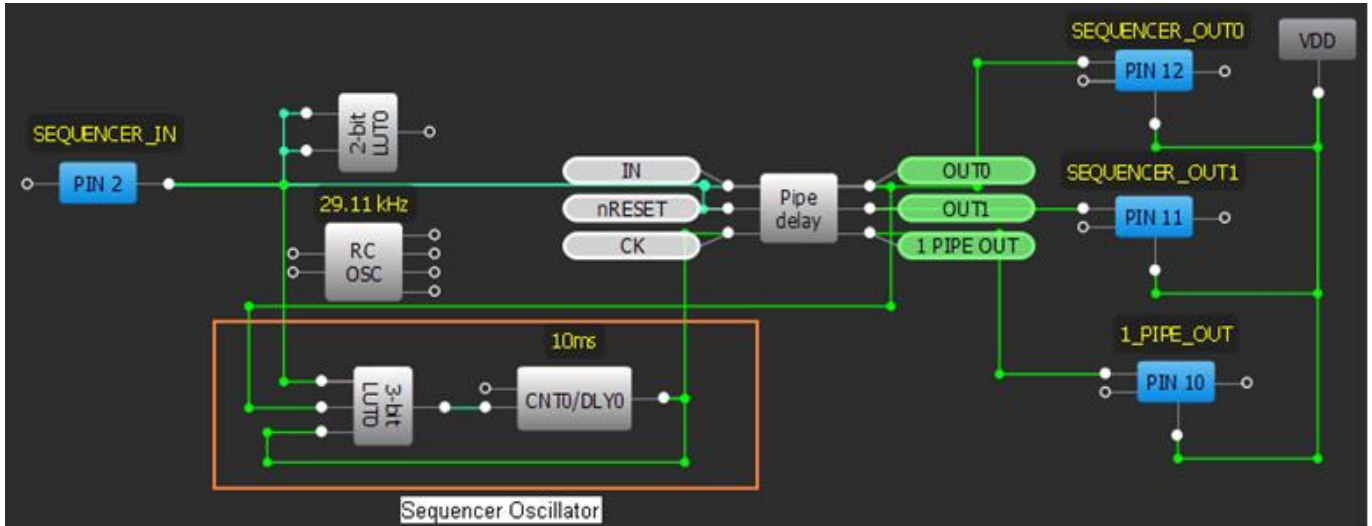 SEQUENCER_OUT0
VDD
PIN 12
2-bit
LUT0
SEQUENCER_IN
PIN 2
IN
OUT0
SEQUENCER_OUT1
29.11 kHz
nRESET
Pipe
delay
OUT1
PIN 11
RC
OSC
CK
1 PIPE OUT
10ms
1_PIPE_OUT
3-bit
LUT0
CNT0/DLY0
PIN 10
Sequencer Oscillator